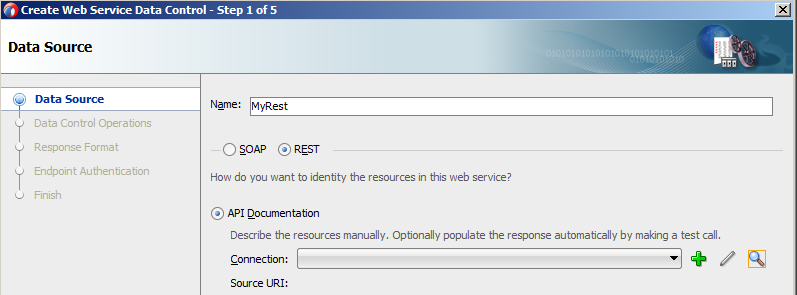 Create Web Service Data Control - Step 1 of 5
Data Source
0101010101010101010101
01010101010
Data Source
Data Control Operations
Response Format
Endpoint Authentication
Finish
Name: MyRest
SOAP REST
How do you want to identity the resources in this web service?
API Documentation
Describe the resources manually. Optionally populate the response automatically by making a test call.
Connection:
Source URI: